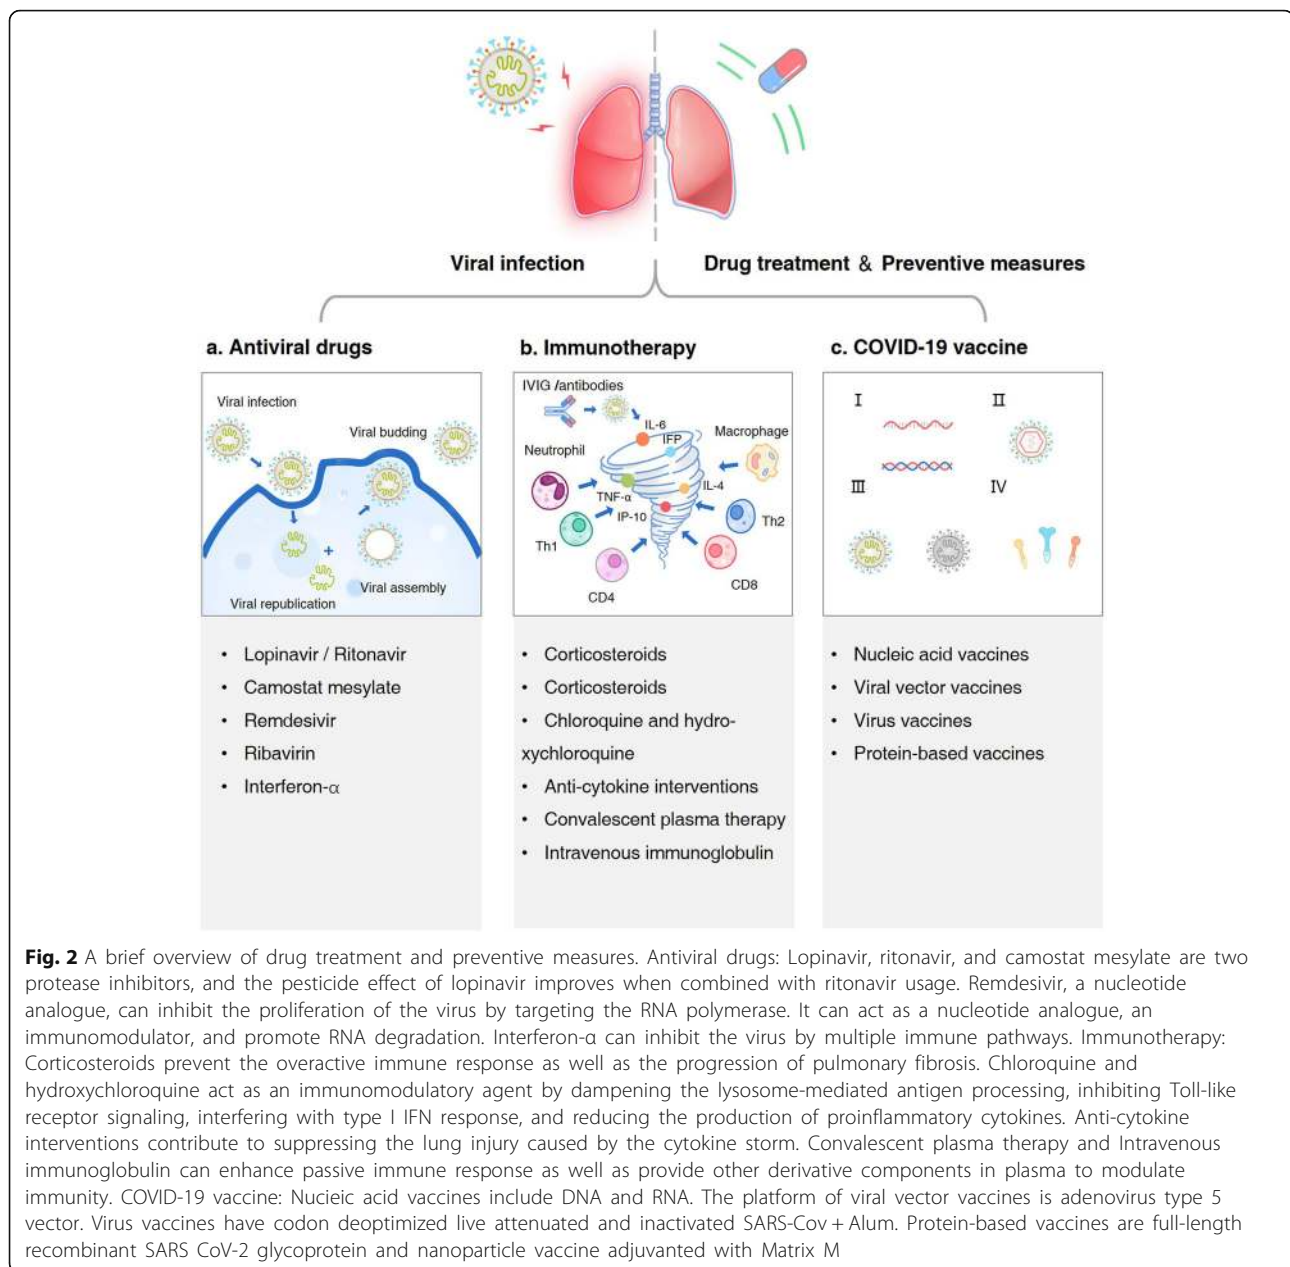 Viral infection
Drug treatment & Preventive measures
a. Antiviral drugs
Viral infection
Viral budding
Viral assembly
Viral republication
• Lopinavir / Ritonavir
• Camostat mesylate
• Remdesivir
• Ribavirin
• Interferon-α
b. Immunotherapy
IVIG /antibodies
IL-6
IFP
Macrophage
Neutrophil
TNF-α
IL-4
IP-10
Th2
Th1
CD8
CD4
• Corticosteroids
• Corticosteroids
• Chloroquine and hydro-
xychloroquine
• Anti-cytokine interventions
• Convalescent plasma therapy
• Intravenous immunoglobulin
c. COVID-19 vaccine
I
II
III
IV
• Nucleic acid vaccines
• Viral vector vaccines
• Virus vaccines
• Protein-based vaccines
Fig. 2 A brief overview of drug treatment and preventive measures. Antiviral drugs: Lopinavir, ritonavir, and camostat mesylate are two
protease inhibitors, and the pesticide effect of lopinavir improves when combined with ritonavir usage. Remdesivir, a nucleotide
analogue, can inhibit the proliferation of the virus by targeting the RNA polymerase. It can act as a nucleotide analogue, an
immunomodulator, and promote RNA degradation. Interferon-α can inhibit the virus by multiple immune pathways. Immunotherapy:
Corticosteroids prevent the overactive immune response as well as the progression of pulmonary fibrosis. Chloroquine and
hydroxychloroquine act as an immunomodulatory agent by dampening the lysosome-mediated antigen processing, inhibiting Toll-like
receptor signaling, interfering with type I IFN response, and reducing the production of proinflammatory cytokines. Anti-cytokine
interventions contribute to suppressing the lung injury caused by the cytokine storm. Convalescent plasma therapy and Intravenous
immunoglobulin can enhance passive immune response as well as provide other derivative components in plasma to modulate
immunity. COVID-19 vaccine: Nucieic acid vaccines include DNA and RNA. The platform of viral vector vaccines is adenovirus type 5
vector. Virus vaccines have codon deoptimized live attenuated and inactivated SARS-Cov + Alum. Protein-based vaccines are full-length
recombinant SARS CoV-2 glycoprotein and nanoparticle vaccine adjuvanted with Matrix M